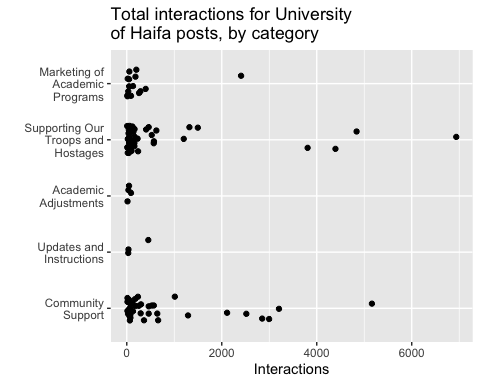 Total interactions for University
of Haifa posts, by category
Marketing of
Academic
Programs
Supporting Our
Troops and
Hostages
Academic
Adjustments
Updates and
Instructions
Community
Support
0 2000 4000 6000
Interactions